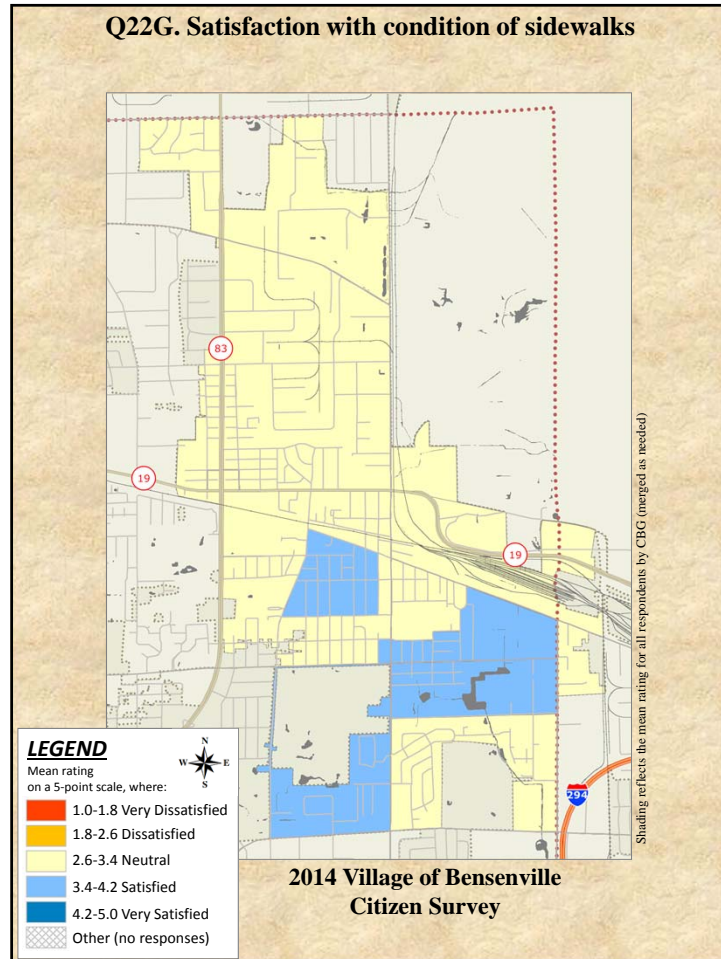 Q22G. Satisfaction with condition of sidewalks
83
19
19
294
Shading reflects the mean rating for all respondents by CBG (merged as needed)
LEGEND
N
W E
S
Mean rating
on a 5-point scale, where:
1.0-1.8 Very Dissatisfied
1.8-2.6 Dissatisfied
2.6-3.4 Neutral
3.4-4.2 Satisfied
4.2-5.0 Very Satisfied
Other (no responses)
2014 Village of Bensenville
Citizen Survey